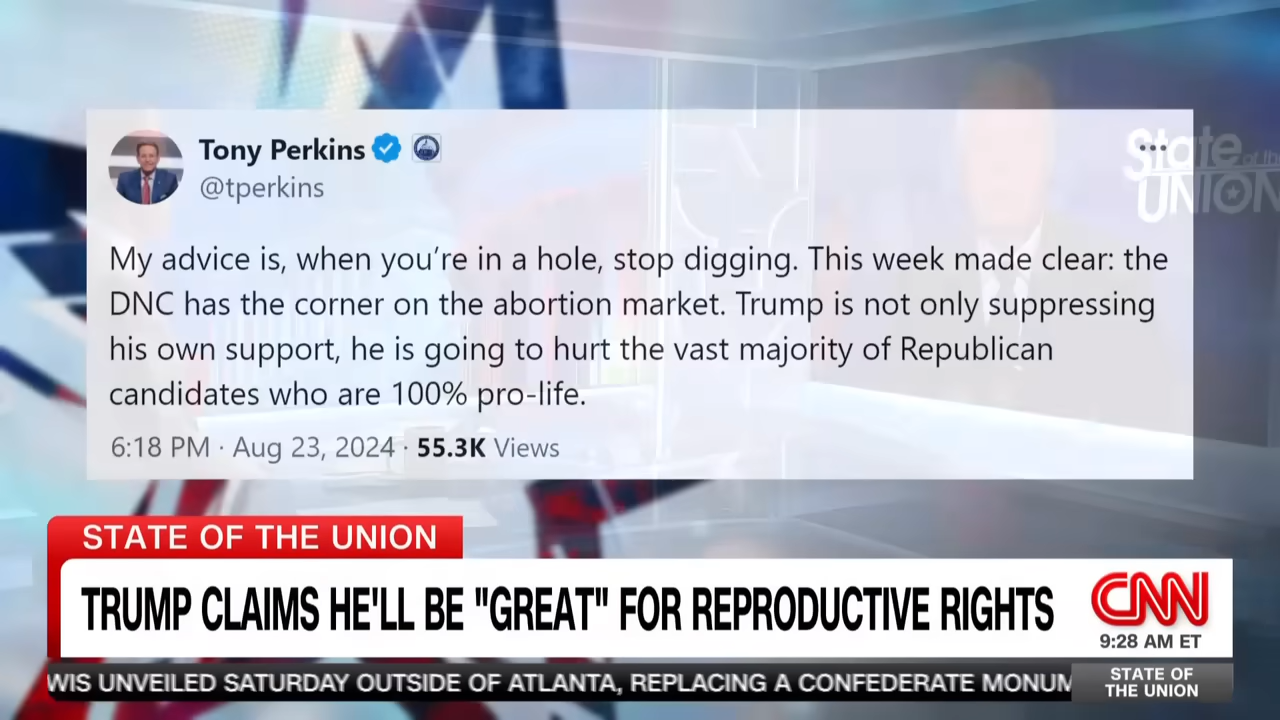 Tony Perkins
@tperkins
State of the
UNION
My advice is, when you’re in a hole, stop digging. This week made clear: the
DNC has the corner on the abortion market. Trump is not only suppressing
his own support, he is going to hurt the vast majority of Republican
candidates who are 100% pro-life.
6:18 PM · Aug 23, 2024 · 55.3K Views
STATE OF THE UNION
TRUMP CLAIMS HE'LL BE "GREAT" FOR REPRODUCTIVE RIGHTS
CNN
9:28 AM ET
WIS UNVEILED SATURDAY OUTSIDE OF ATLANTA, REPLACING A CONFEDERATE MONUM
STATE OF
THE UNION